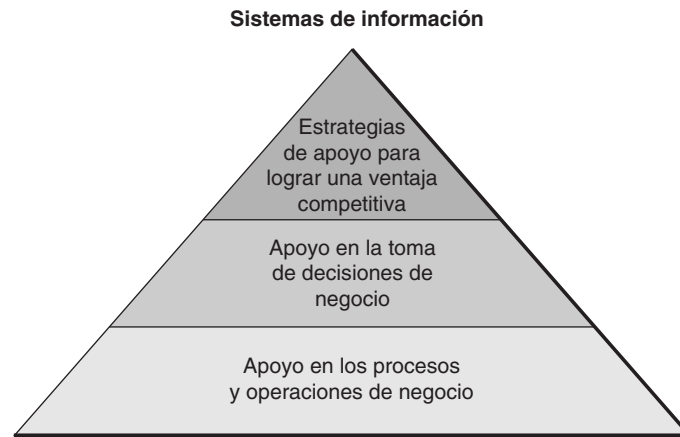 Sistemas de información
Estrategias
de apoyo para
lograr una ventaja
competitiva
Apoyo en la toma
de decisiones de
negocio
Apoyo en los procesos
y operaciones de negocio